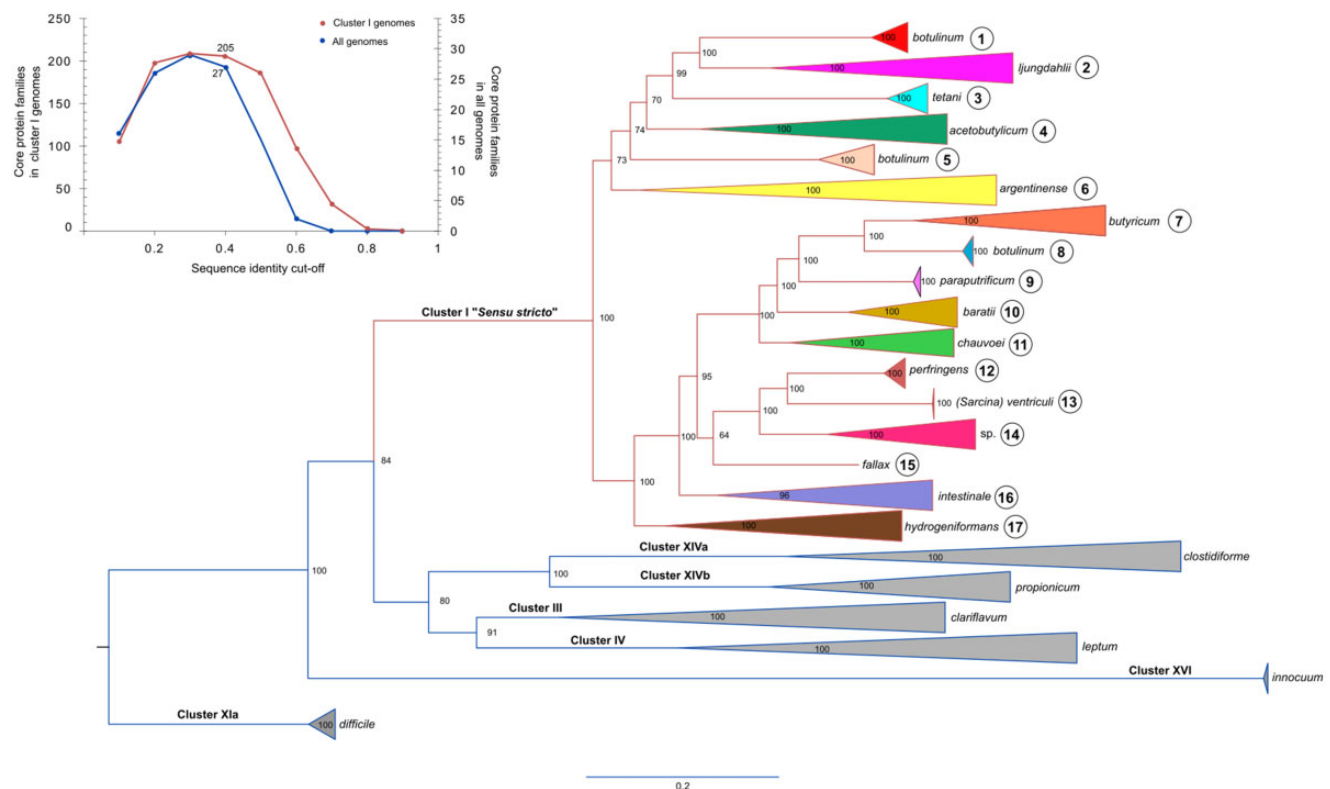 250
200
150
100
50
0
Core protein families
in cluster I genomes
0.2
0.4
0.6
0.8
1
Sequence identity cut-off
35
30
25
20
15
10
05
0
Core protein families
in all genomes
Cluster I genomes
All genomes
205
27
100 botulinum 1
100
100 ljungdahlii 2
99
100 tetani 3
70
100 acetobutylicum 4
74
100 botulinum 5
73
100 argentinense 6
100 butyricum 7
100
100 botulinum 8
100
100 paraputrificum 9
100
100 baratii 10
100
100 chauvoei 11
Cluster I "Sensu stricto"
100
95
100 perfringens 12
100
100 (Sarcina) ventriculi 13
100
100 sp. 14
64
100
fallax 15
84
100
96 intestinale 16
100 hydrogeniformans 17
Cluster XIVa
100 clostidiforme
100
Cluster XIVb
100 propionicum
100
80
Cluster III
100 clariflavum
91
Cluster IV
100 leptum
Cluster XVI
innocuum
Cluster XIa
100 difficile
0.2